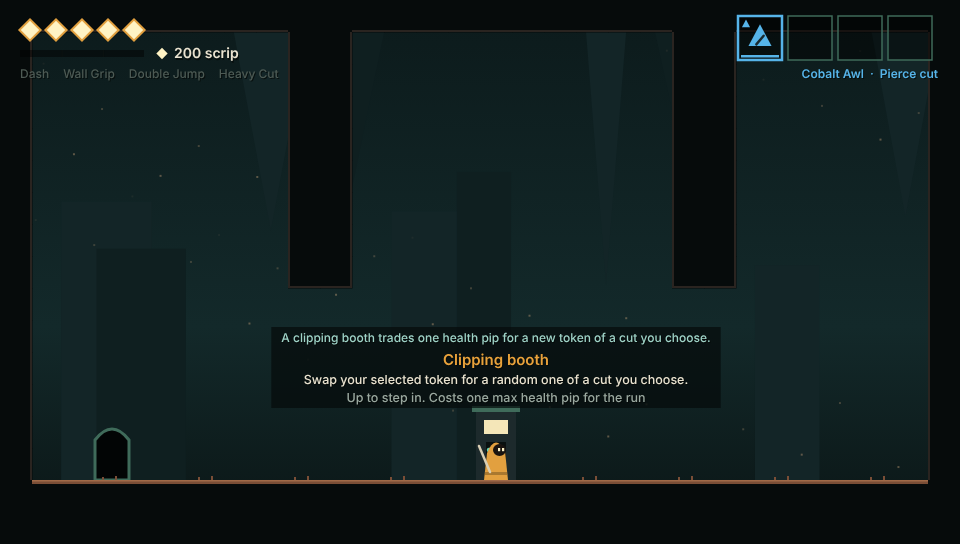 200 scrip
Dash Wall Grip Double Jump Heavy Cut
Cobalt Awl · Pierce cut
A clipping booth trades one health pip for a new token of a cut you choose.
Clipping booth
Swap your selected token for a random one of a cut you choose.
Up to step in. Costs one max health pip for the run